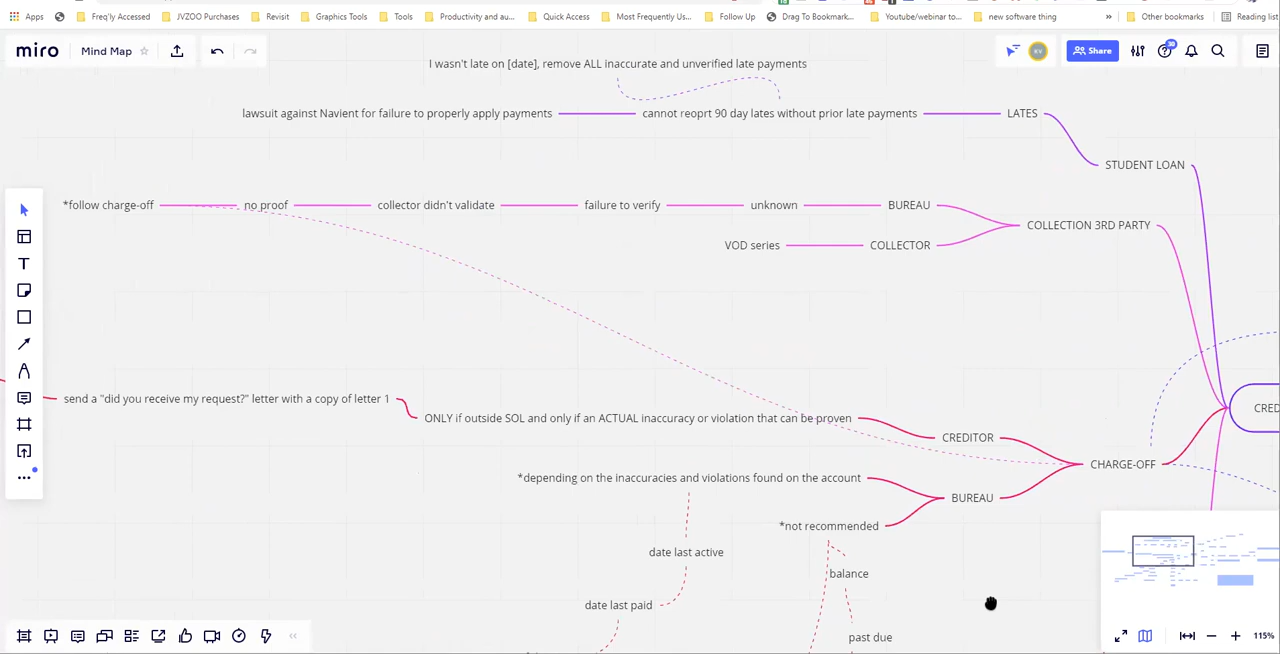 Apps
Freq'ly Accessed
JVZOO Purchases
Revisit
Graphics Tools
Tools
Productivity and au...
Quick Access
Most Frequently Us...
Follow Up
Drag To Bookmark...
Youtube/webinar to...
new software thing
»
Other bookmarks
Reading list
miro
Mind Map
Share
30
I wasn't late on [date], remove ALL inaccurate and unverified late payments
lawsuit against Navient for failure to properly apply payments
cannot reoprt 90 day lates without prior late payments
LATES
STUDENT LOAN
*follow charge-off
no proof
collector didn't validate
failure to verify
unknown
BUREAU
COLLECTION 3RD PARTY
VOD series
COLLECTOR
send a "did you receive my request?" letter with a copy of letter 1
ONLY if outside SOL and only if an ACTUAL inaccuracy or violation that can be proven
CREDITOR
CRED
CHARGE-OFF
*depending on the inaccuracies and violations found on the account
BUREAU
*not recommended
date last active
balance
date last paid
past due
115%